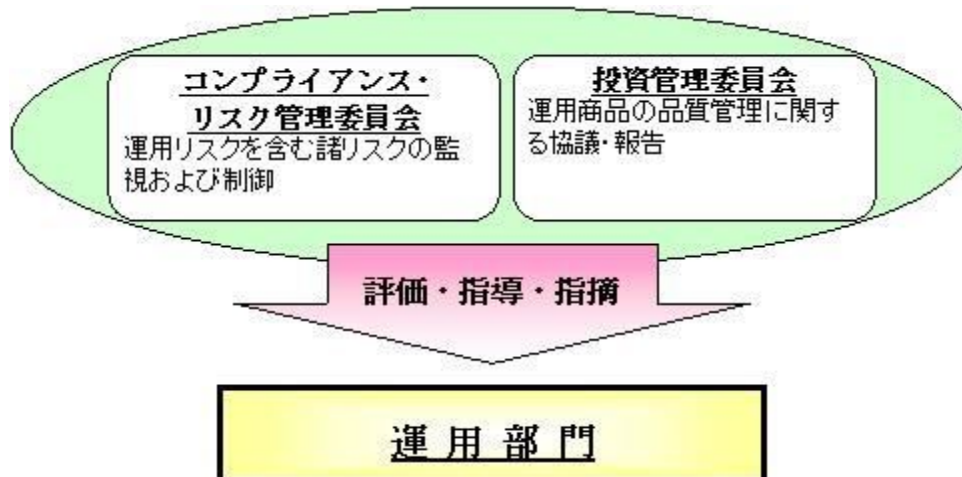 コンプライアンス・
リスク管理委員会
運用リスクを含む諸リスクの監
視および制御
投資管理委員会
運用商品の品質管理に関す
る協議・報告
評価・指導・指摘
運用部門